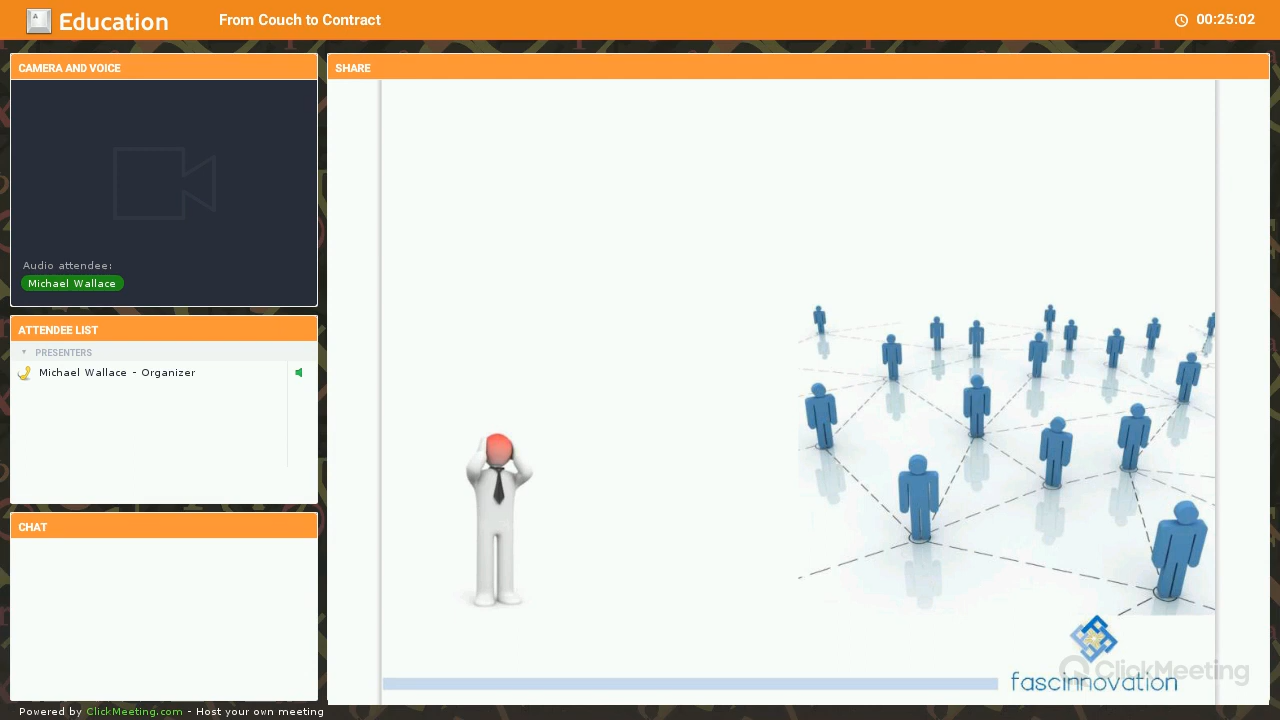 Education
From Couch to Contract
00:25:02
CAMERA AND VOICE
Audio attendee:
Michael Wallace
ATTENDEE LIST
PRESENTERS
Michael Wallace - Organizer
CHAT
SHARE
ClickMeeting
fascinnovation
Powered by ClickMeeting.com - Host your own meeting